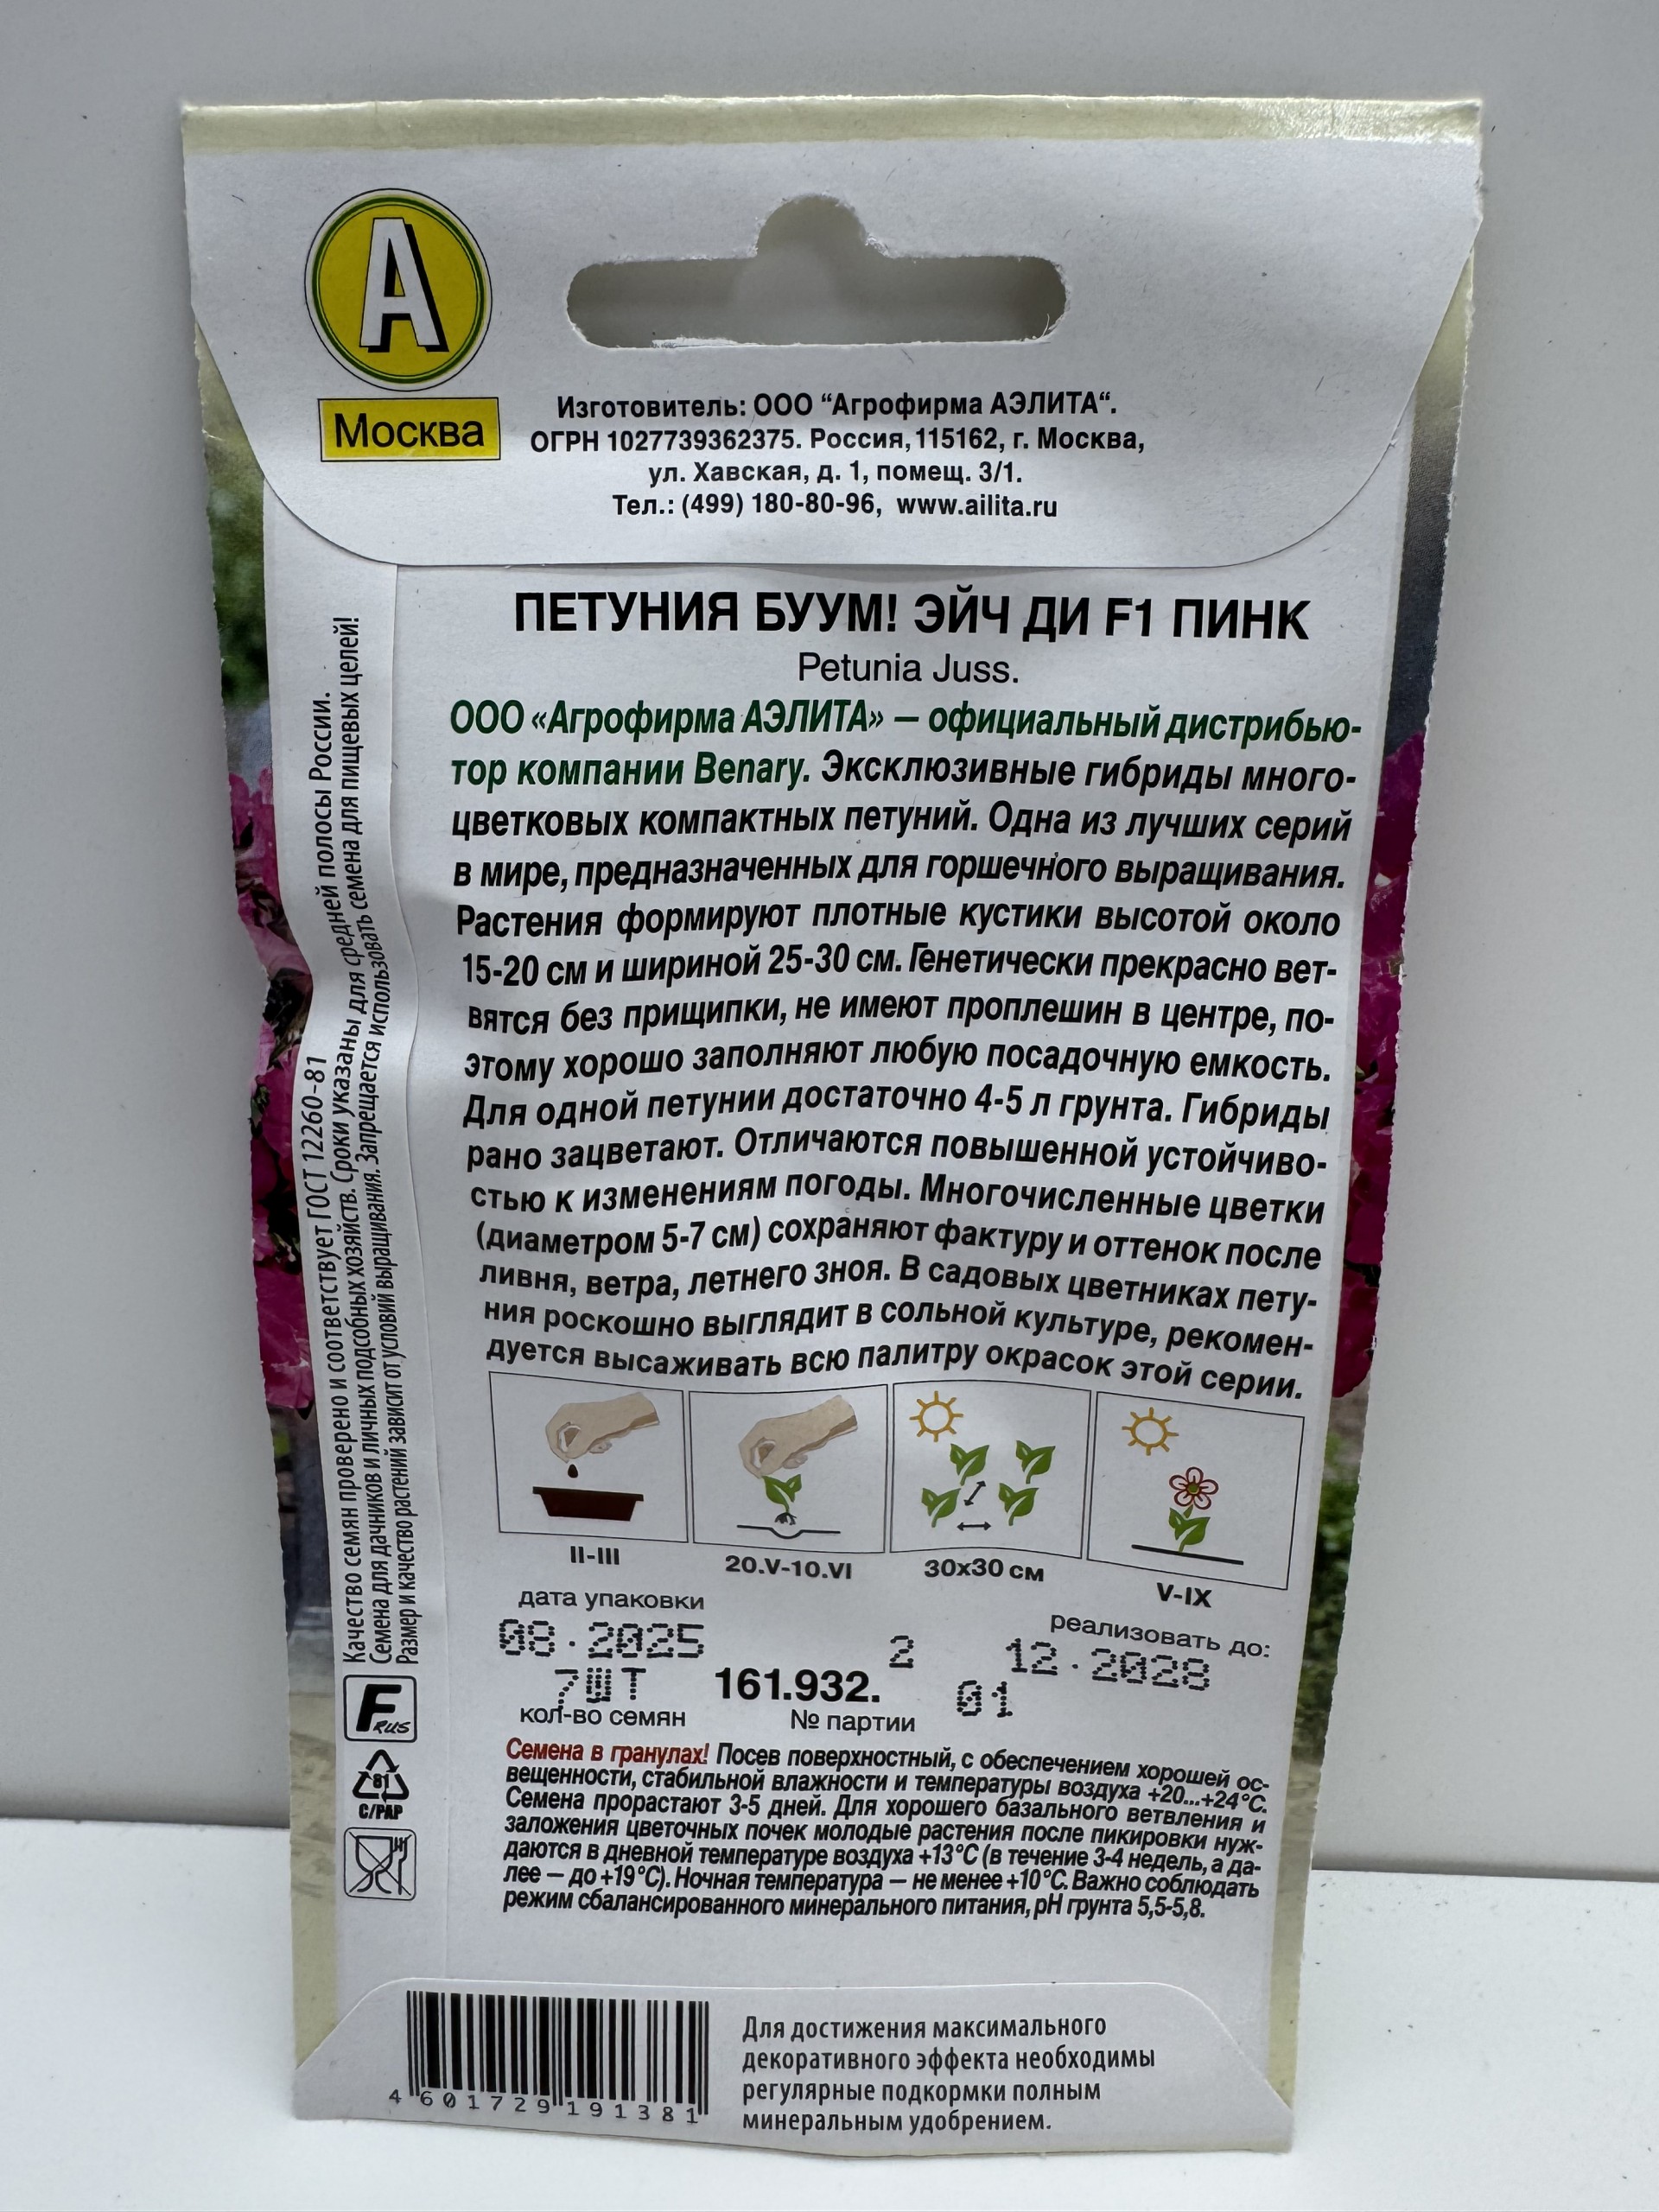 А
Москва
Изготовитель: ООО “Агрофирма АЭЛИТА“.
ОГРН 1027739362375. Россия, 115162, г. Москва,
ул. Хавская, д. 1, помещ. 3/1.
Тел.: (499) 180-80-96, www.ailita.ru
ПЕТУНИЯ БУУМ! ЭЙЧ ДИ F1 ПИНК
Petunia Juss.
ООО «Агрофирма АЭЛИТА» – официальный дистрибью-
тор компании Benary. Эксклюзивные гибриды много-
цветковых компактных петуний. Одна из лучших серий
в мире, предназначенных для горшечного выращивания.
Растения формируют плотные кустики высотой около
15-20 см и шириной 25-30 см. Генетически прекрасно вет-
вятся без прищипки, не имеют проплешин в центре, по-
этому хорошо заполняют любую посадочную емкость.
Для одной петунии достаточно 4-5 л грунта. Гибриды
рано зацветают. Отличаются повышенной устойчиво-
стью к изменениям погоды. Многочисленные цветки
(диаметром 5-7 см) сохраняют фактуру и оттенок после
ливня, ветра, летнего зноя. В садовых цветниках пету-
ния роскошно выглядит в сольной культуре, рекомен-
дуется высаживать всю палитру окрасок этой серии.
II-III
20.V-10.VI
30х30 см
V-IX
дата упаковки
08.2025
реализовать до:
12.2028
7ШТ
кол-во семян
161.932.
2
01
№ партии
Семена в гранулах! Посев поверхностный, с обеспечением хорошей ос-
вещенности, стабильной влажности и температуры воздуха +20...+24°С.
Семена прорастают 3-5 дней. Для хорошего базального ветвления и
заложения цветочных почек молодые растения после пикировки нуж-
даются в дневной температуре воздуха +13°С (в течение 3-4 недель, а да-
лее – до +19°С). Ночная температура – не менее +10°С. Важно соблюдать
режим сбалансированного минерального питания, рН грунта 5,5-5,8.
Качество семян проверено и соответствует ГОСТ 12260-81
Семена для дачников и личных подсобных хозяйств. Сроки указаны для средней полосы России.
Размер и качество растений зависит от условий выращивания. Запрещается использовать семена для пищевых целей!
F RUS
81
C/PAP
4 601729 191381
Для достижения максимального
декоративного эффекта необходимы
регулярные подкормки полным
минеральным удобрением.